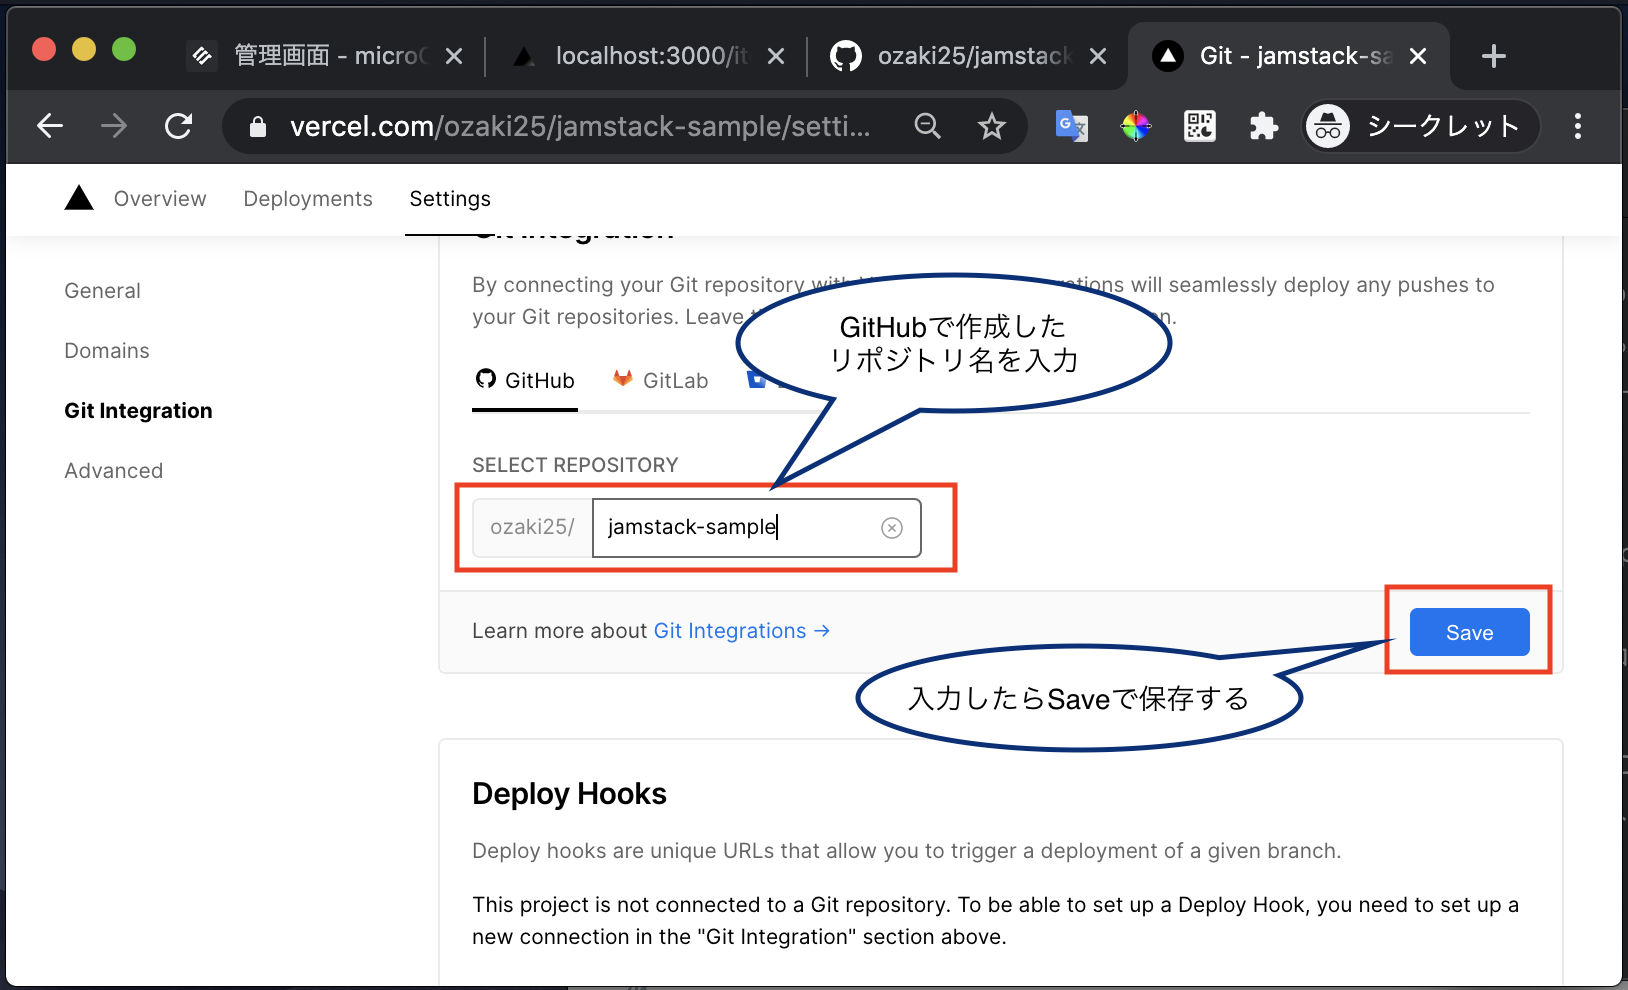 管理画面 - micro
localhost:3000/it
ozaki25/jamstack
Git - jamstack-sa
vercel.com/ozaki25/jamstack-sample/setti...
シークレット
Overview
Deployments
Settings
Git Integration
General
Domains
Git Integration
Advanced
By connecting your Git repository with
will seamlessly deploy any pushes to
your Git repositories. Leave
GitHubで作成した
リポジトリ名を入力
GitHub
GitLab
SELECT REPOSITORY
ozaki25/
jamstack-sample
Learn more about Git Integrations →
Save
入力したらSaveで保存する
Deploy Hooks
Deploy hooks are unique URLs that allow you to trigger a deployment of a given branch.
This project is not connected to a Git repository. To be able to set up a Deploy Hook, you need to set up a
new connection in the "Git Integration" section above.